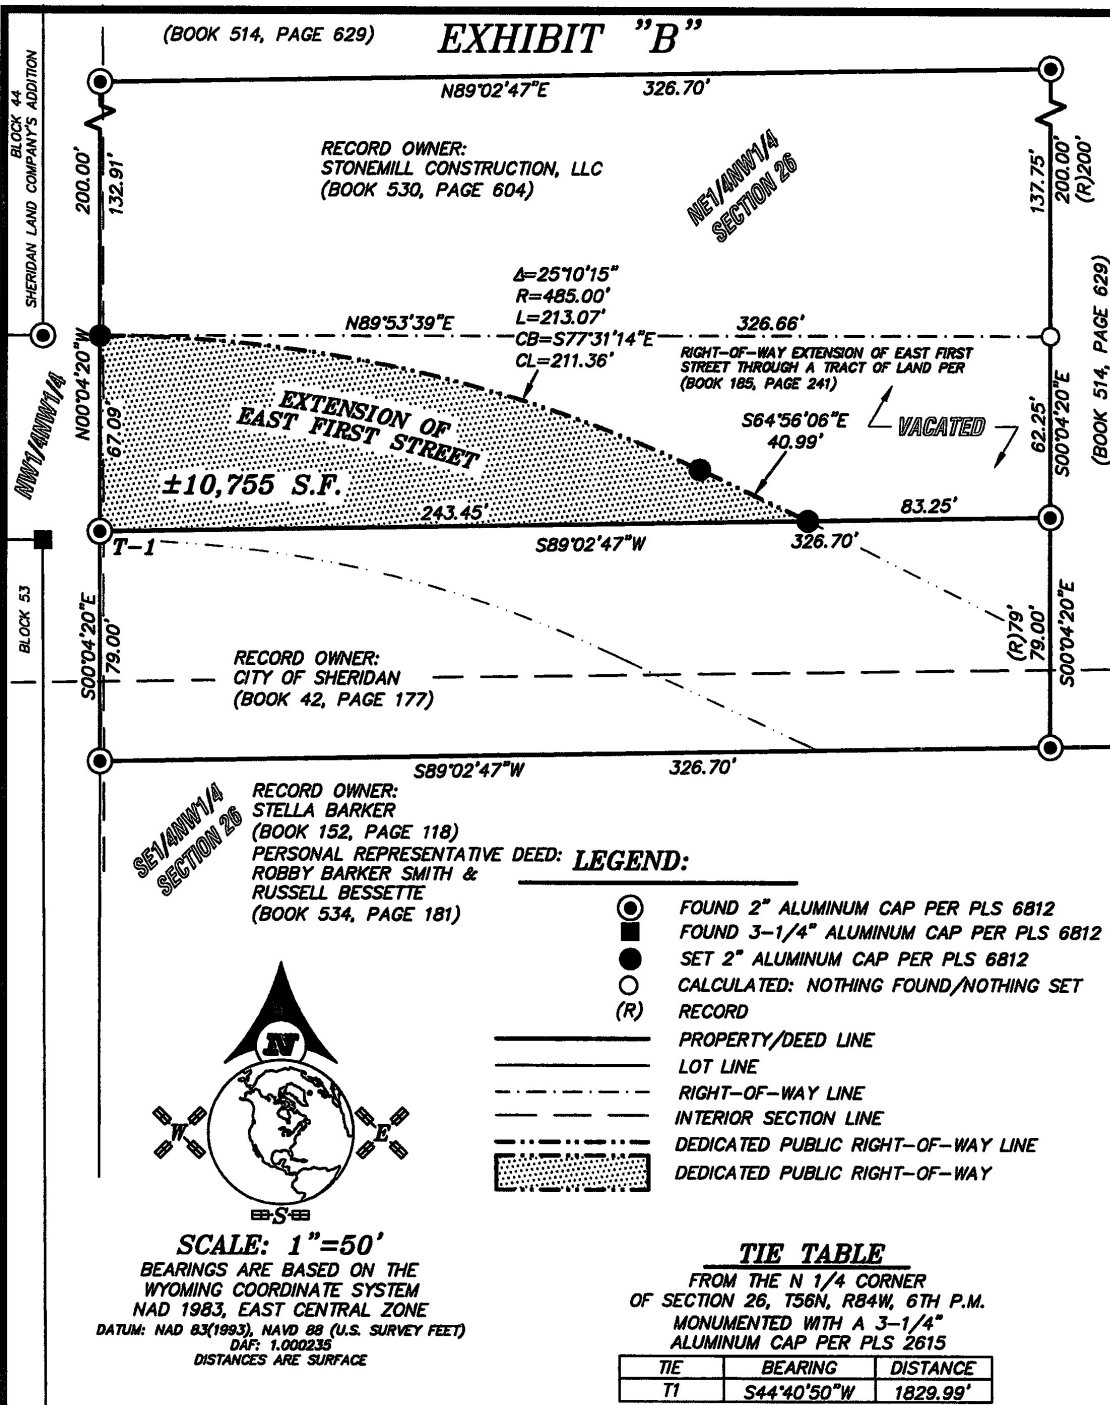 (BOOK 514, PAGE 629)
EXHIBIT "B"
BLOCK 44
SHERIDAN LAND COMPANY'S ADDITION
N89°02'47"E 326.70'
200.00'
132.91'
RECORD OWNER:
STONEMILL CONSTRUCTION, LLC
(BOOK 530, PAGE 604)
NE1/4NW1/4
SECTION 26
137.75'
200.00'
(R)200'
(BOOK 514, PAGE 629)
Δ=25°10'15"
R=485.00'
L=213.07'
CB=S77°31'14"E
CL=211.36'
N89°53'39"E
326.66'
RIGHT-OF-WAY EXTENSION OF EAST FIRST
STREET THROUGH A TRACT OF LAND PER
(BOOK 185, PAGE 241)
NW1/4NW1/4
N00°04'20"W
67.09'
EXTENSION OF
EAST FIRST STREET
±10,755 S.F.
S64°56'06"E
40.99'
VACATED
62.25'
S00°04'20"E
243.45'
83.25'
T-1
S89°02'47"W
326.70'
BLOCK 53
S00°04'20"E
79.00'
RECORD OWNER:
CITY OF SHERIDAN
(BOOK 42, PAGE 177)
(R)79'
79.00'
S00°04'20"E
S89°02'47"W
326.70'
SE1/4NW1/4
SECTION 26
RECORD OWNER:
STELLA BARKER
(BOOK 152, PAGE 118)
PERSONAL REPRESENTATIVE DEED:
ROBBY BARKER SMITH &
RUSSELL BESSETTE
(BOOK 534, PAGE 181)
LEGEND:
FOUND 2" ALUMINUM CAP PER PLS 6812
FOUND 3-1/4" ALUMINUM CAP PER PLS 6812
SET 2" ALUMINUM CAP PER PLS 6812
CALCULATED: NOTHING FOUND/NOTHING SET
(R) RECORD
PROPERTY/DEED LINE
LOT LINE
RIGHT-OF-WAY LINE
INTERIOR SECTION LINE
DEDICATED PUBLIC RIGHT-OF-WAY LINE
DEDICATED PUBLIC RIGHT-OF-WAY
N
W
E
S
SCALE: 1"=50'
BEARINGS ARE BASED ON THE
WYOMING COORDINATE SYSTEM
NAD 1983, EAST CENTRAL ZONE
DATUM: NAD 83(1993), NAVD 88 (U.S. SURVEY FEET)
DAF: 1.000235
DISTANCES ARE SURFACE
TIE TABLE
FROM THE N 1/4 CORNER
OF SECTION 26, T56N, R84W, 6TH P.M.
MONUMENTED WITH A 3-1/4"
ALUMINUM CAP PER PLS 2615
TIE BEARING DISTANCE
T1 S44°40'50"W 1829.99'